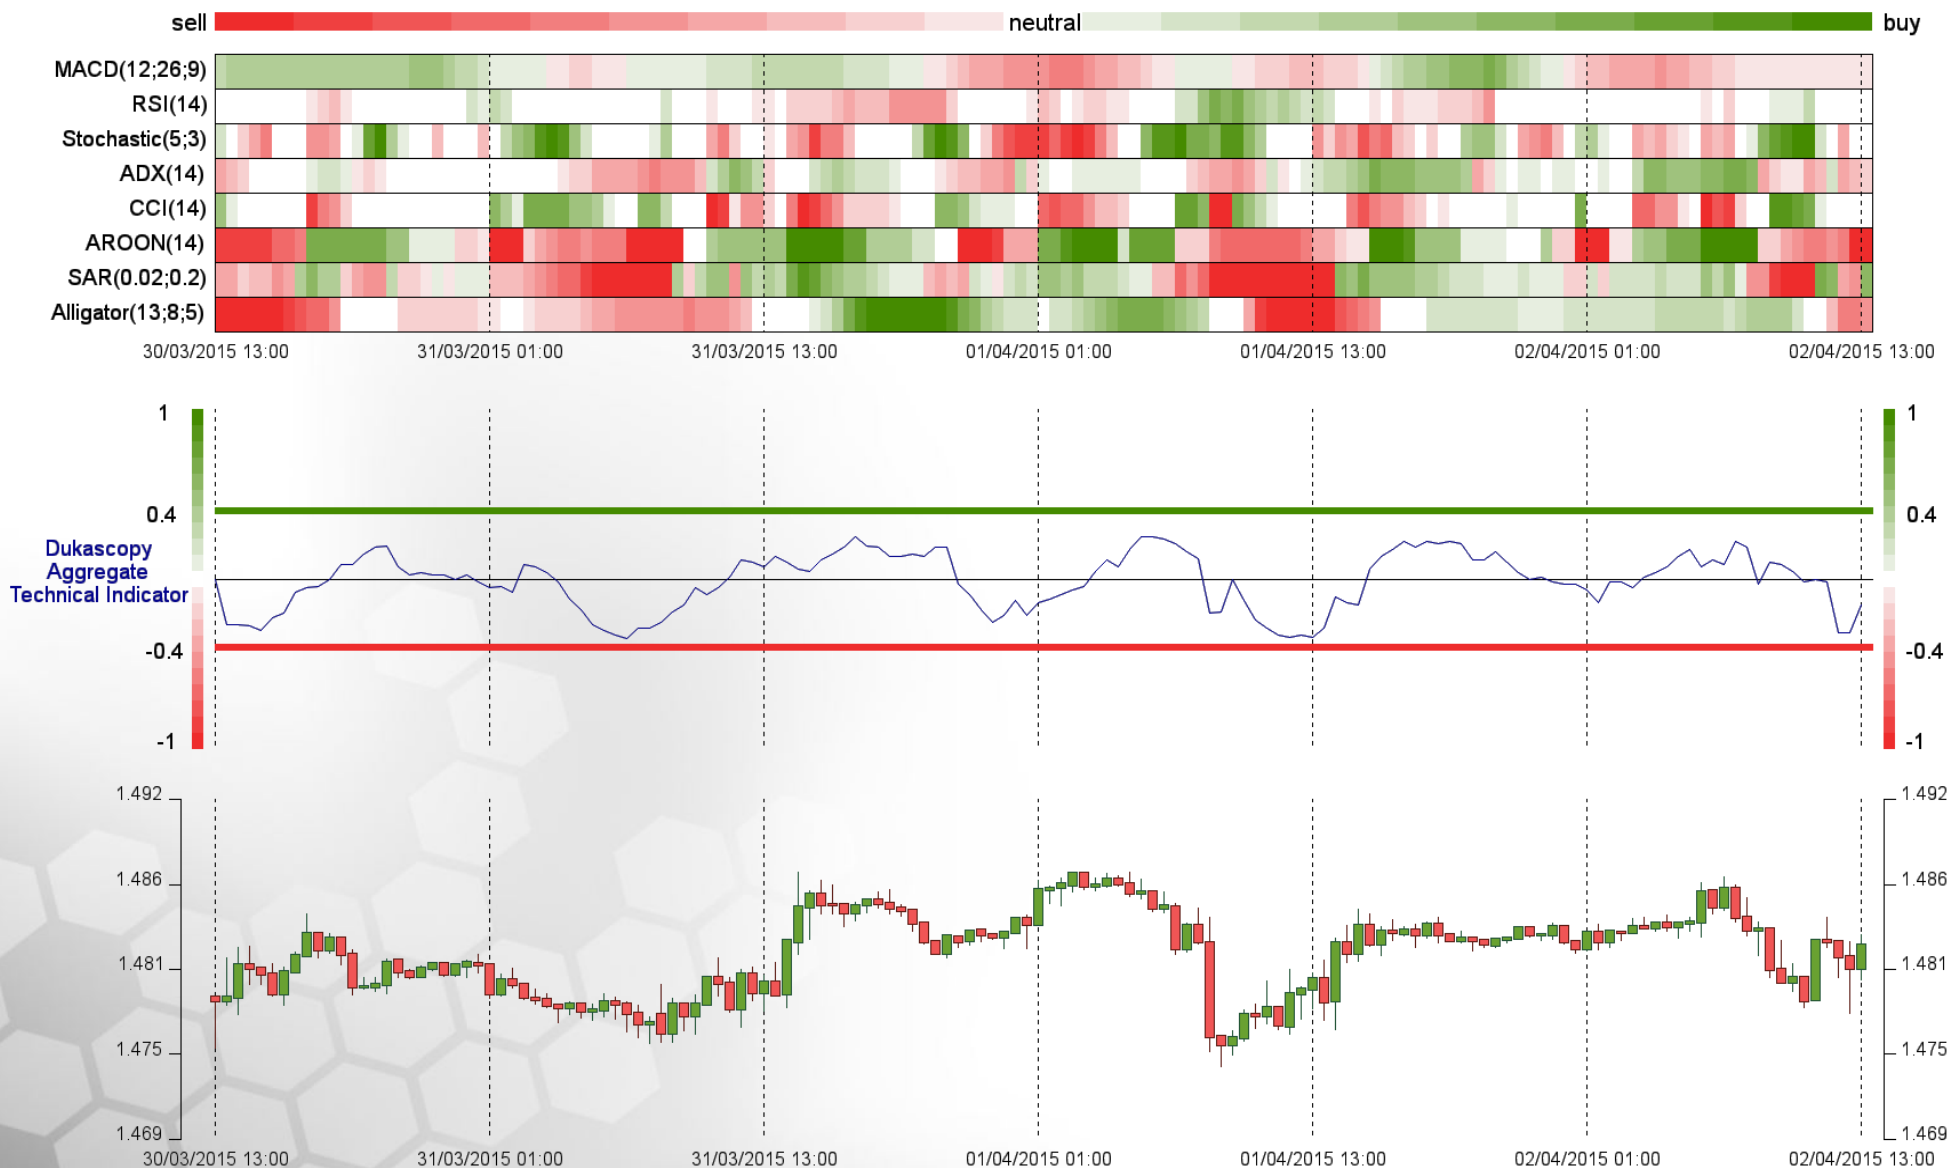 sell neutral buy
MACD(12;26;9)
RSI(14)
Stochastic(5;3)
ADX(14)
CCI(14)
AROON(14)
SAR(0.02;0.2)
Alligator(13;8;5)
30/03/2015 13:00 31/03/2015 01:00 31/03/2015 13:00 01/04/2015 01:00 01/04/2015 13:00 02/04/2015 01:00 02/04/2015 13:00
1 1
0.4 0.4
Dukascopy
Aggregate
Technical Indicator
-0.4 -0.4
-1 -1
1.492 1.492
1.486 1.486
1.481 1.481
1.475 1.475
1.469 1.469
30/03/2015 13:00 31/03/2015 01:00 31/03/2015 13:00 01/04/2015 01:00 01/04/2015 13:00 02/04/2015 01:00 02/04/2015 13:00